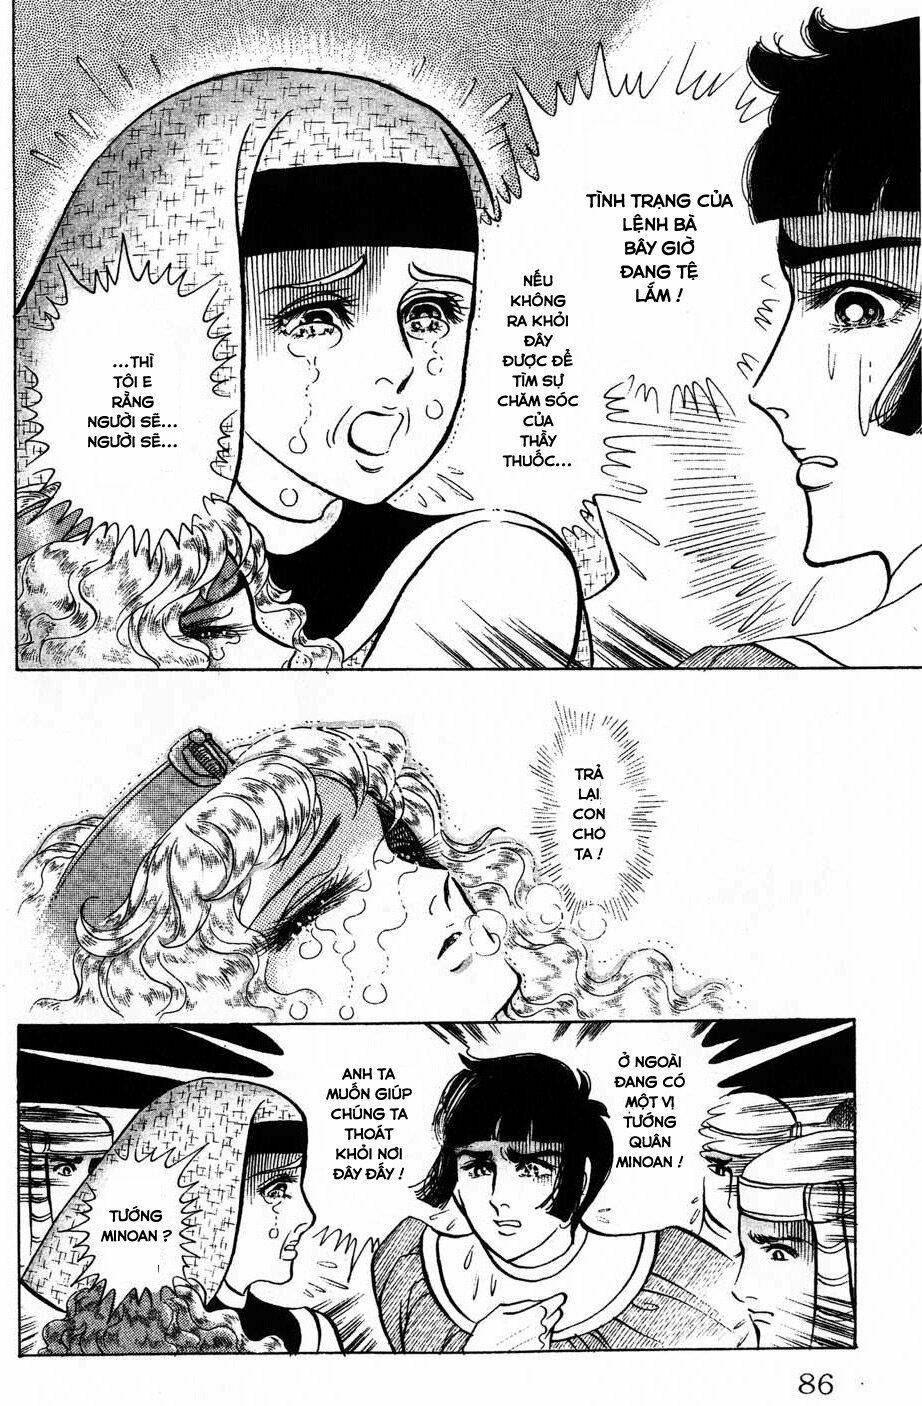 TÌNH TRẠNG CỦA
LỆNH BÀ
BÂY GIỜ
ĐANG TỆ
LẮM !
NẾU
KHÔNG
RA KHỎI
ĐÂY
ĐƯỢC ĐỂ
TÌM SỰ
CHĂM SÓC
CỦA
THẦY
THUỐC...
...THÌ
TÔI E
RẰNG
NGƯỜI SẼ...
NGƯỜI SẼ...
TRẢ
LẠI
CON
CHO
TA !
Ở NGOÀI
ĐANG CÓ
MỘT VỊ
TƯỚNG
QUÂN
MINOAN !
ANH TA
MUỐN GIÚP
CHÚNG TA
THOÁT
KHỎI NƠI
ĐÂY ĐẤY !
TƯỚNG
MINOAN ?
86